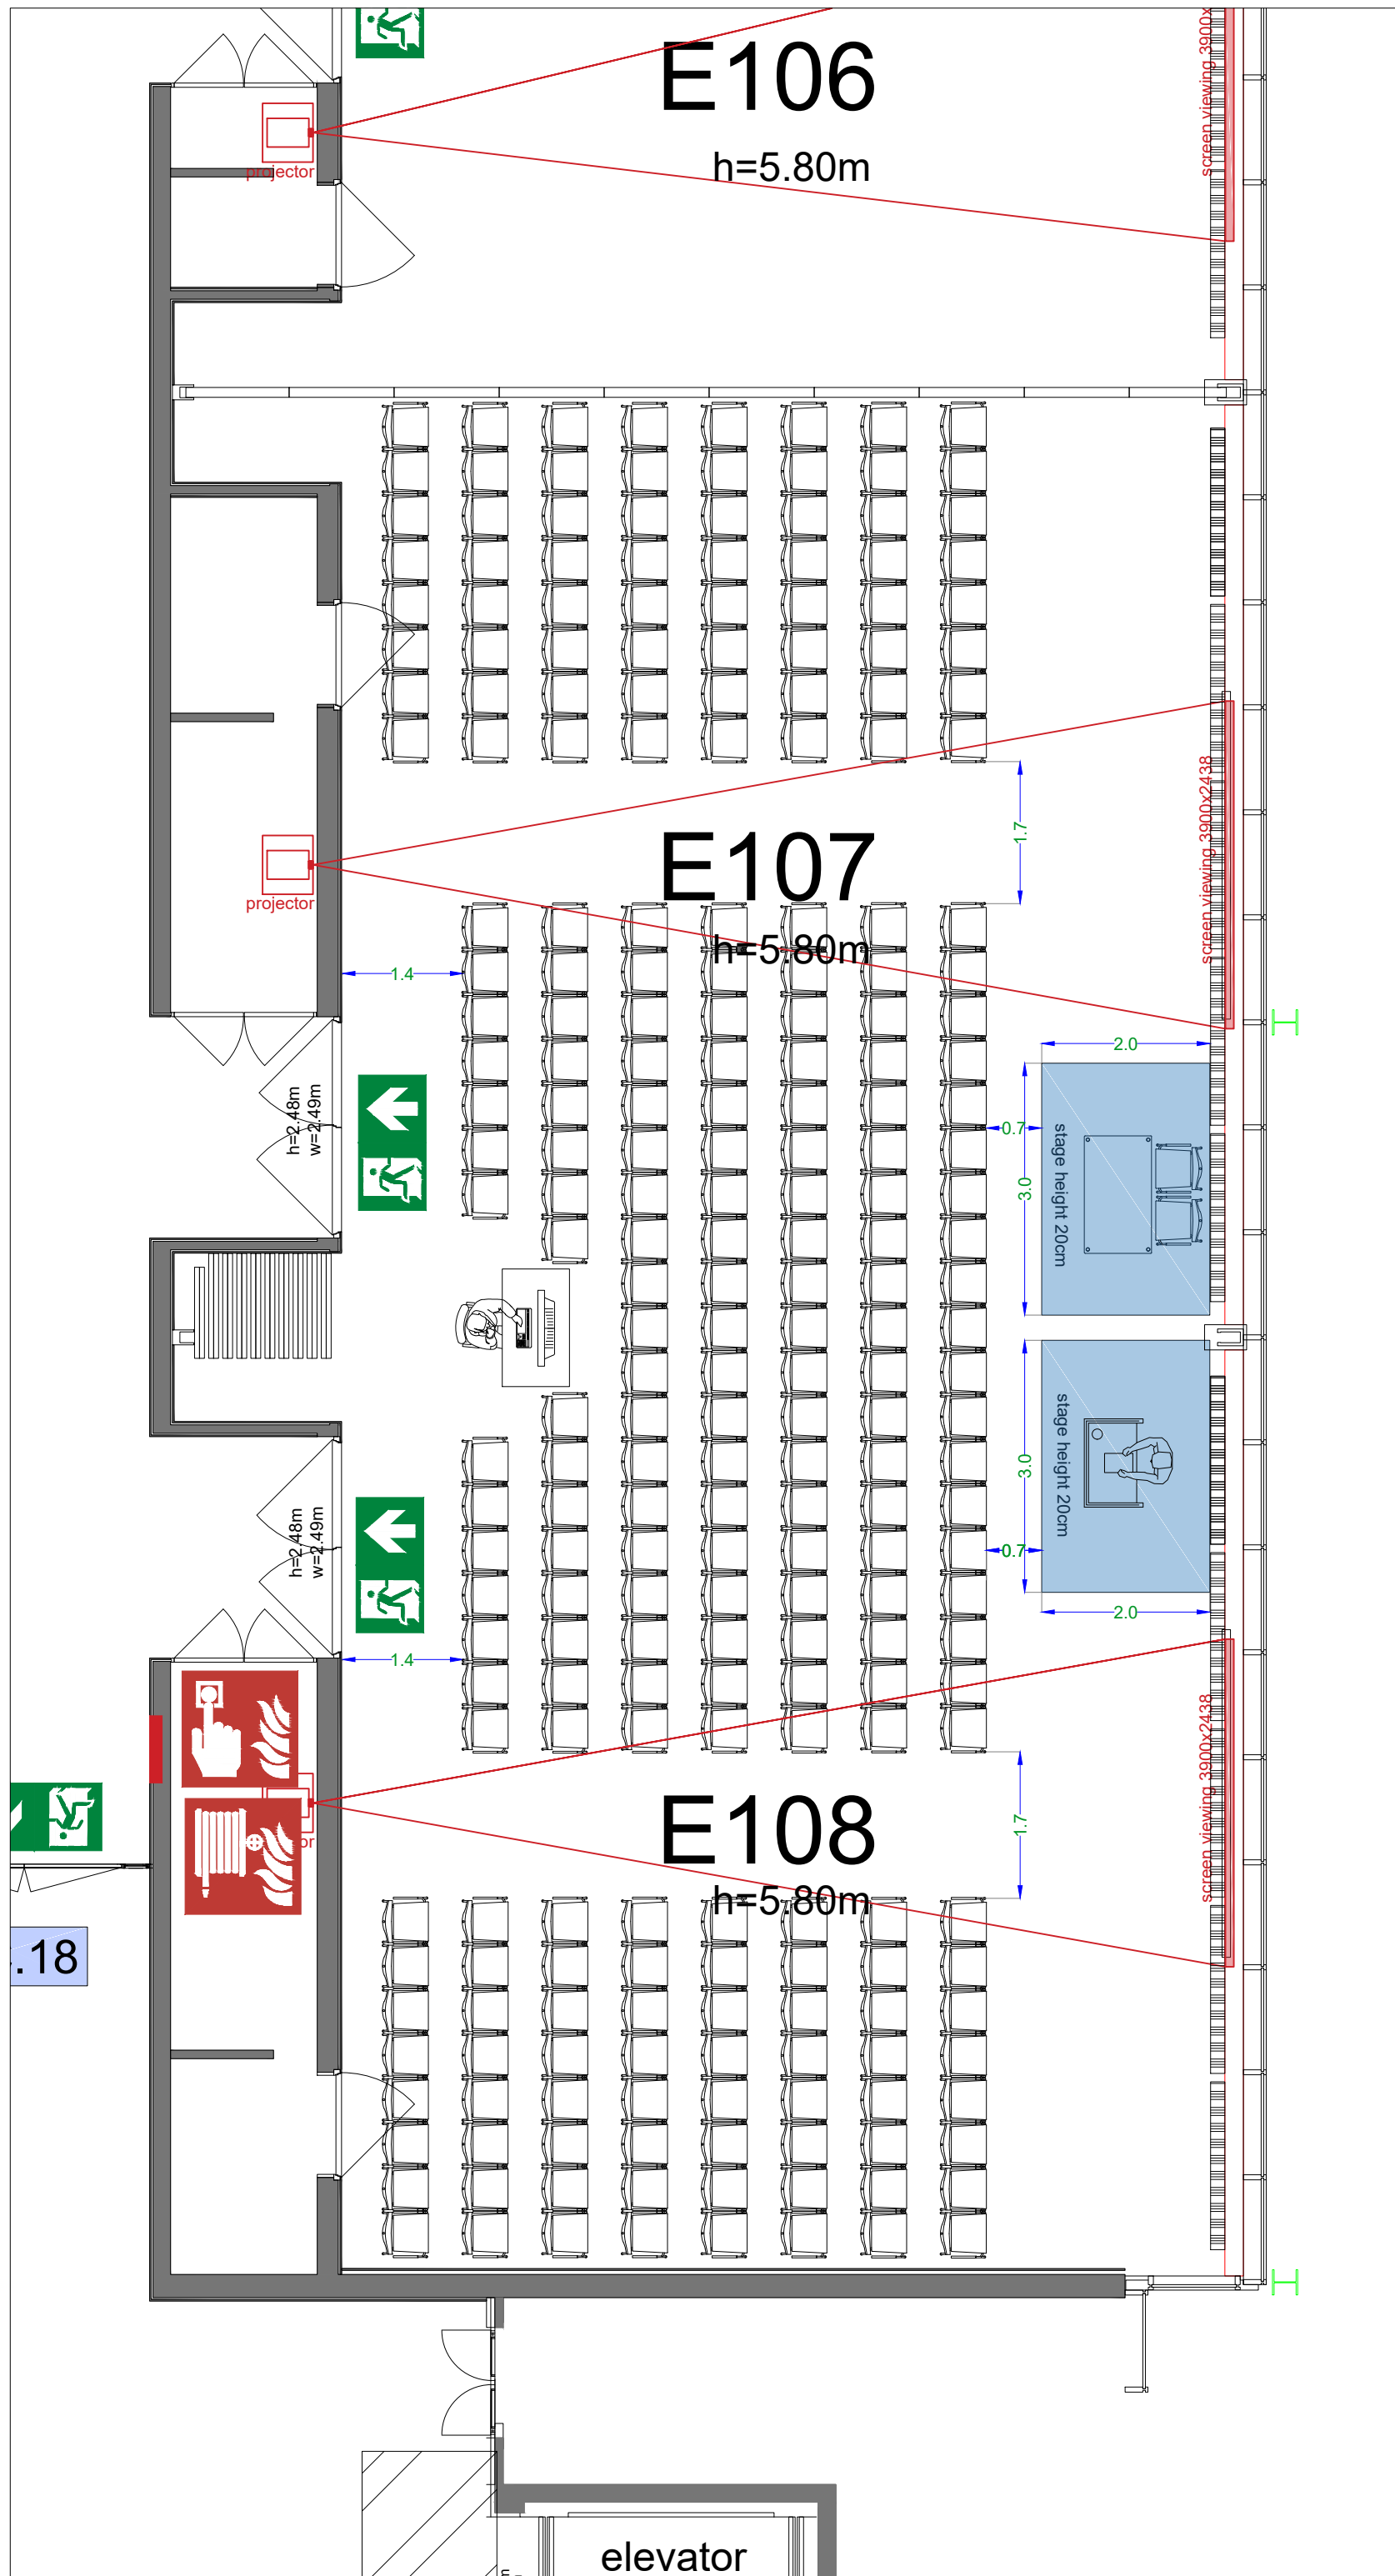 E106
h=5.80m
projector
screen viewing 3900x
E107
h=5.80m
projector
screen viewing 3900x2438
1.7
1.4
h=2.48m
w=2.49m
2.0
0.7
3.0
stage height 20cm
3.0
stage height 20cm
0.7
2.0
h=2.48m
w=2.49m
1.4
E108
h=5.80m
1.7
screen viewing 3900x2438
.18
elevator